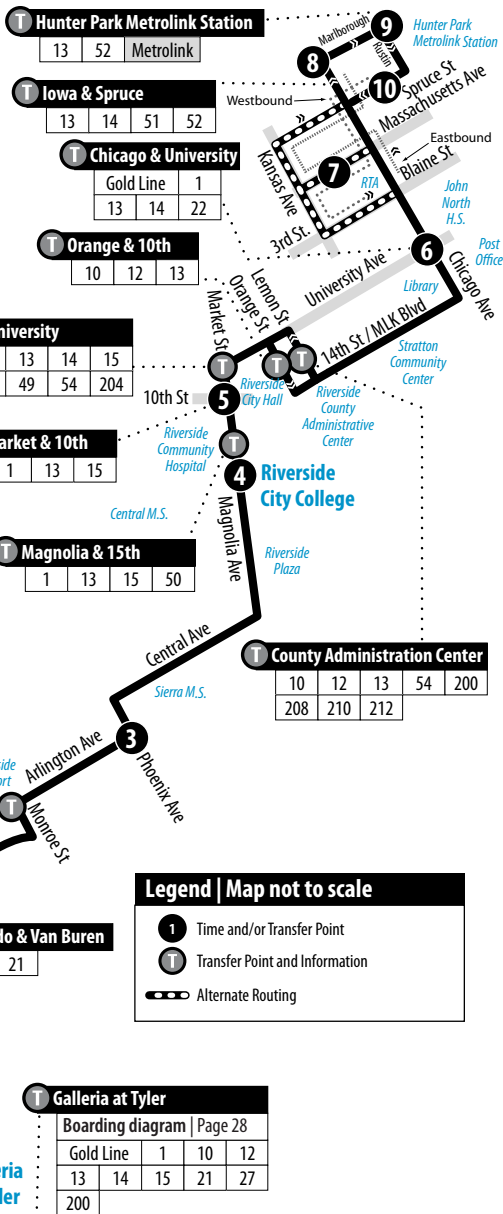 T Hunter Park Metrolink Station
13 52 Metrolink
Marlborough
9
Hunter Park
Metrolink Station
Rustin
8
10
Spruce St
Massachusetts Ave
T Iowa & Spruce
13 14 51 52
Westbound
Eastbound
T Chicago & University
Gold Line 1
13 14 22
Kansas Ave
7
RTA
Blaine St
3rd St.
John
North
H.S.
6
Post
Office
Chicago Ave
T Orange & 10th
10 12 13
University Ave
Library
Lemon St
Orange St
Market St
14th St / MLK Blvd
Stratton
Community
Center
13 14 15
49 54 204
T
T
T
Riverside
City Hall
Riverside
County
Administrative
Center
10th St
5
& 10th
1 13 15
Riverside
Community
Hospital
T
4
Riverside
City College
Central M.S.
Magnolia Ave
Riverside
Plaza
T Magnolia & 15th
1 13 15 50
Central Ave
T County Administration Center
10 12 13 54 200
208 210 212
Sierra M.S.
3
Arlington Ave
Phoenix Ave
T
Monroe St
Legend | Map not to scale
1 Time and/or Transfer Point
T Transfer Point and Information
Alternate Routing
& Van Buren
21
T Galleria at Tyler
Boarding diagram | Page 28
Gold Line 1 10 12
13 14 15 21 27
200